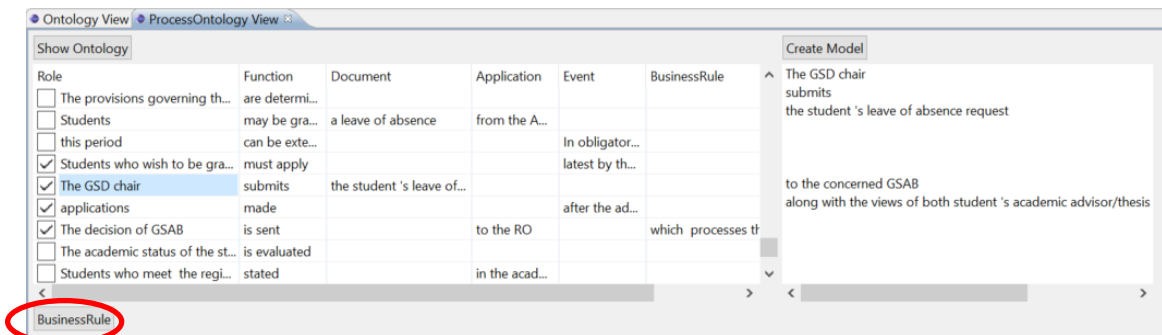 Ontology View ProcessOntology View
Show Ontology Create Model
Role Function Document Application Event BusinessRule
The provisions governing th... are determi...
Students may be gra... a leave of absence from the A...
this period can be exte... In obligator...
Students who wish to be gra... must apply latest by th...
The GSD chair submits the student 's leave of...
applications made after the ad...
The decision of GSAB is sent to the RO which processes th
The academic status of the st... is evaluated
Students who meet the regi... stated in the acad...
The GSD chair
submits
the student 's leave of absence request
to the concerned GSAB
along with the views of both student 's academic advisor/thesis
BusinessRule